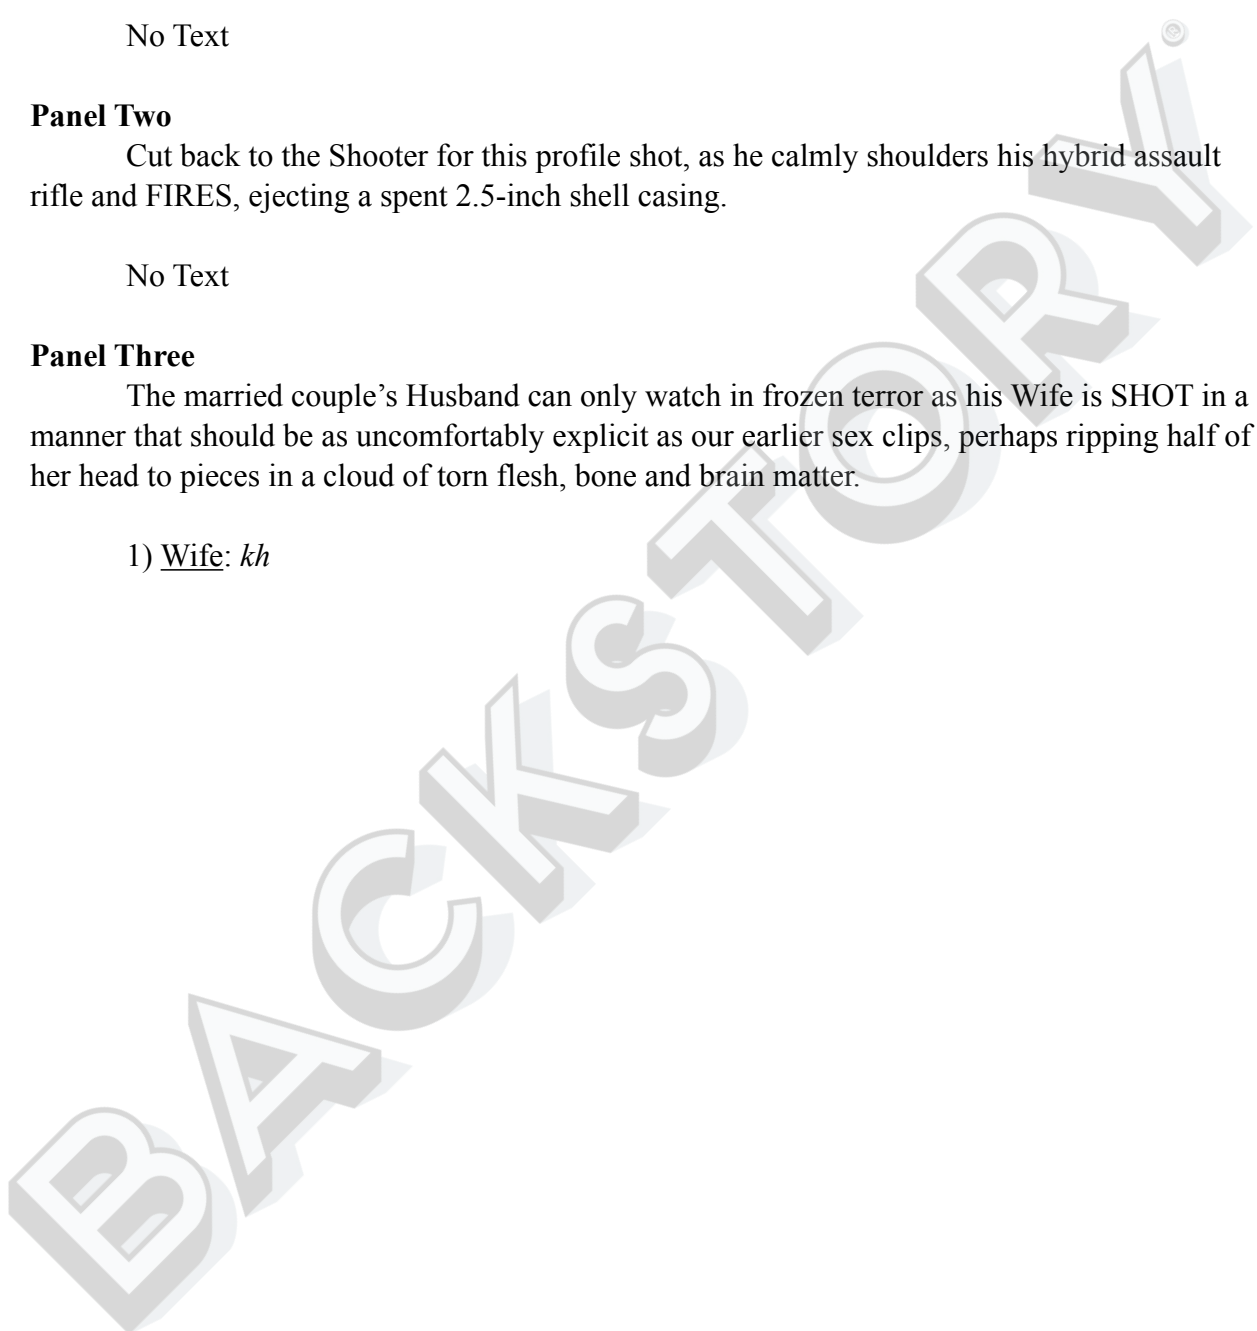 No Text
Panel Two
Cut back to the Shooter for this profile shot, as he calmly shoulders his hybrid assault
rifle and FIRES, ejecting a spent 2.5-inch shell casing.
No Text
Panel Three
The married couple’s Husband can only watch in frozen terror as his Wife is SHOT in a
manner that should be as uncomfortably explicit as our earlier sex clips, perhaps ripping half of
her head to pieces in a cloud of torn flesh, bone and brain matter.
1) Wife: kh
BACKSTORY